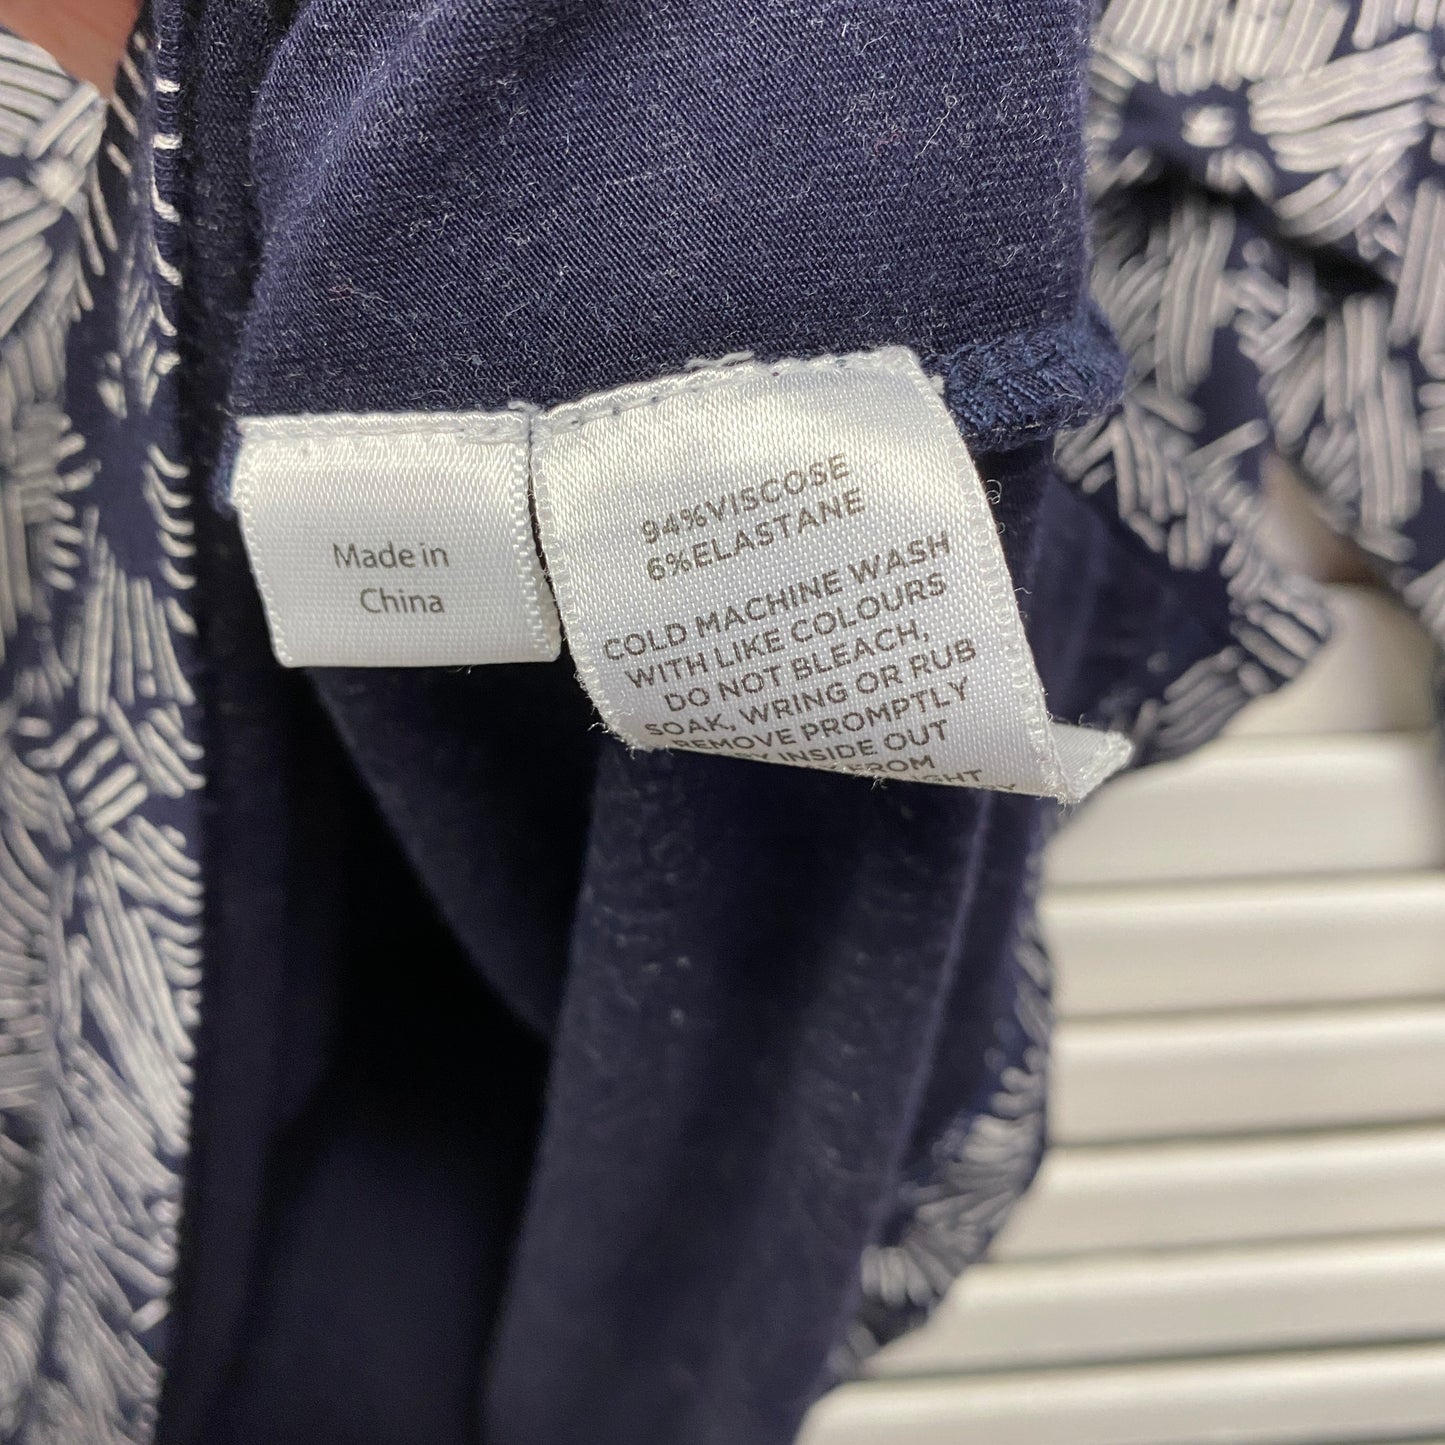 Made in
China
94%VISCOSE
6%ELASTANE
COLD MACHINE WASH
WITH LIKE COLOURS
DO NOT BLEACH,
SOAK, WRING OR RUB
REMOVE PROMPTLY
INSIDE OUT
FROM